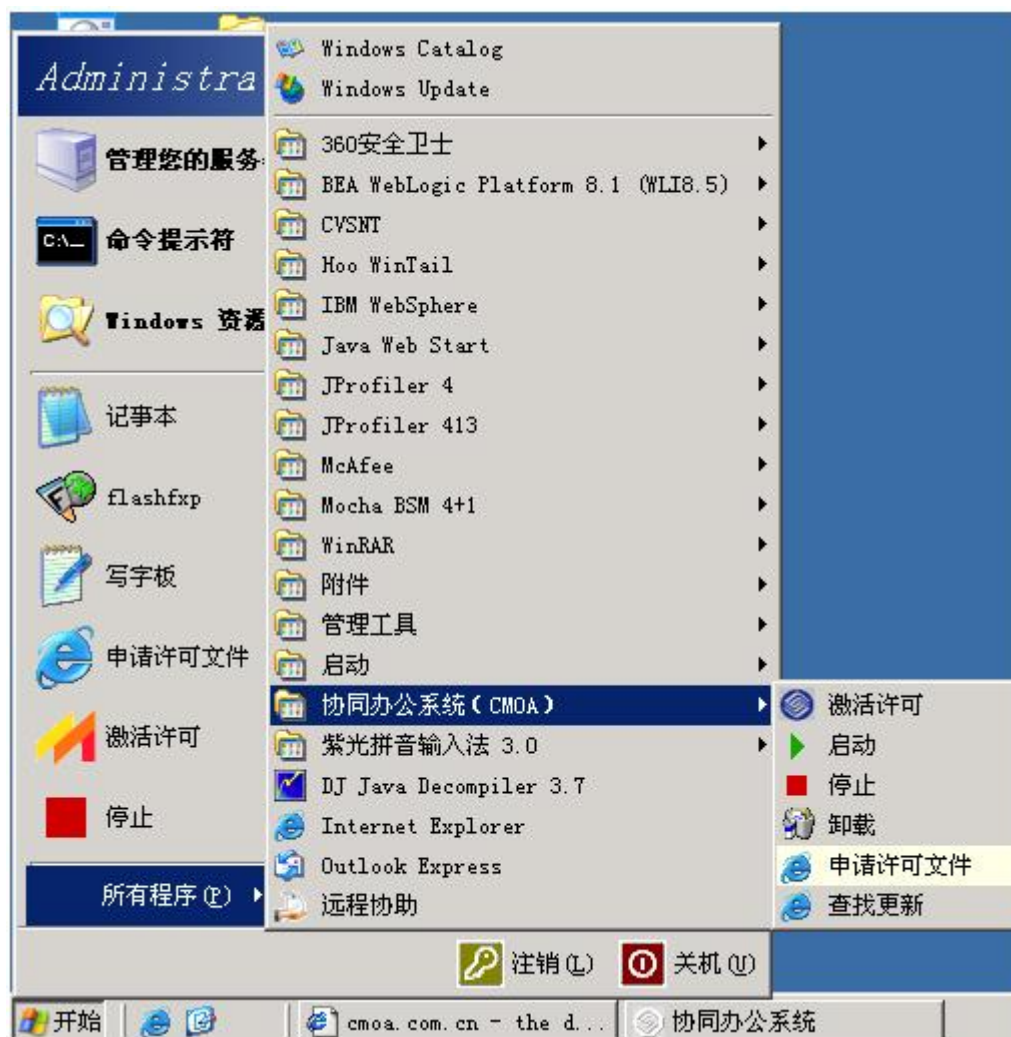 Administra
管理您的服务
C:\_
命令提示符
Windows 资源
记事本
flashfxp
写字板
申请许可文件
激活许可
停止
所有程序(P)
Windows Catalog
Windows Update
360安全卫士
BEA WebLogic Platform 8.1 (WLI8.5)
CVSNT
Hoo WinTail
IBM WebSphere
Java Web Start
JProfiler 4
JProfiler 413
McAfee
Mocha BSM 4+1
WinRAR
附件
管理工具
启动
协同办公系统(CMOA)
紫光拼音输入法 3.0
DJ Java Decompiler 3.7
Internet Explorer
Outlook Express
远程协助
激活许可
启动
停止
卸载
申请许可文件
查找更新
注销(L)
关机(U)
开始
cmoa.com.cn - the d...
协同办公系统